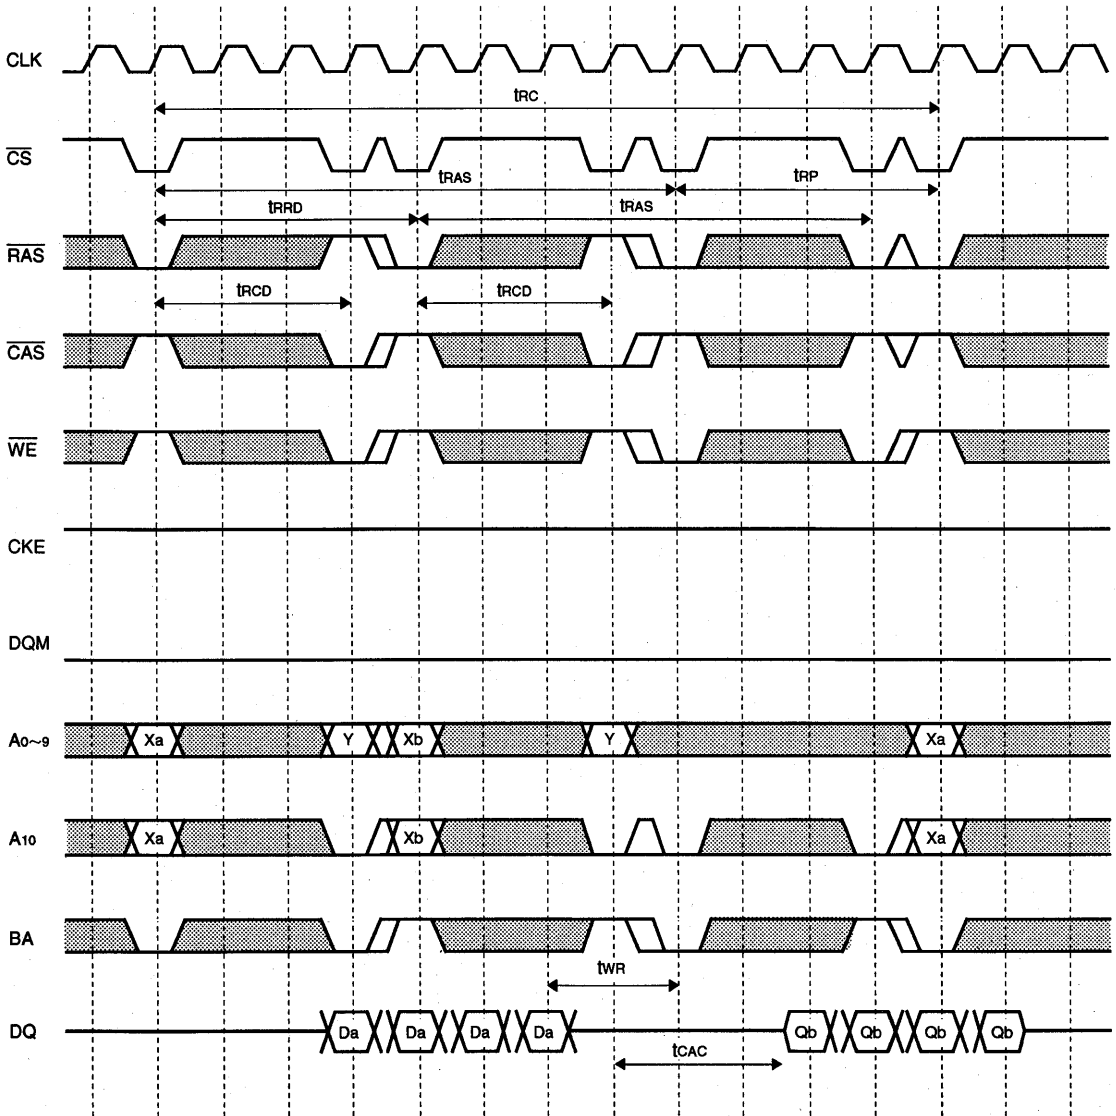 CLK
tRC
CS
tRAS tRP
tRRD tRAS
RAS
tRCD tRCD
CAS
WE
CKE
DQM
A0~9 Xa Y Xb Y Xa
A10 Xa Xb Xa
BA
tWR
DQ Da Da Da Da Qb Qb Qb Qb
tCAC